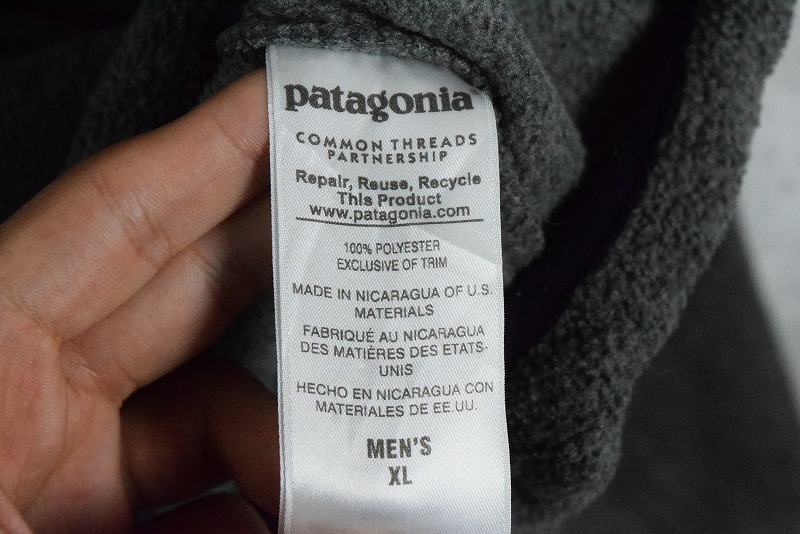 patagonia®
COMMON THREADS
PARTNERSHIP
Repair, Reuse, Recycle
This Product
www.patagonia.com
100% POLYESTER
EXCLUSIVE OF TRIM
MADE IN NICARAGUA OF U.S.
MATERIALS
FABRIQUÉ AU NICARAGUA
DES MATIÈRES DES ETATS-
UNIS
HECHO EN NICARAGUA CON
MATERIALES DE EE.UU.
MEN'S
XL